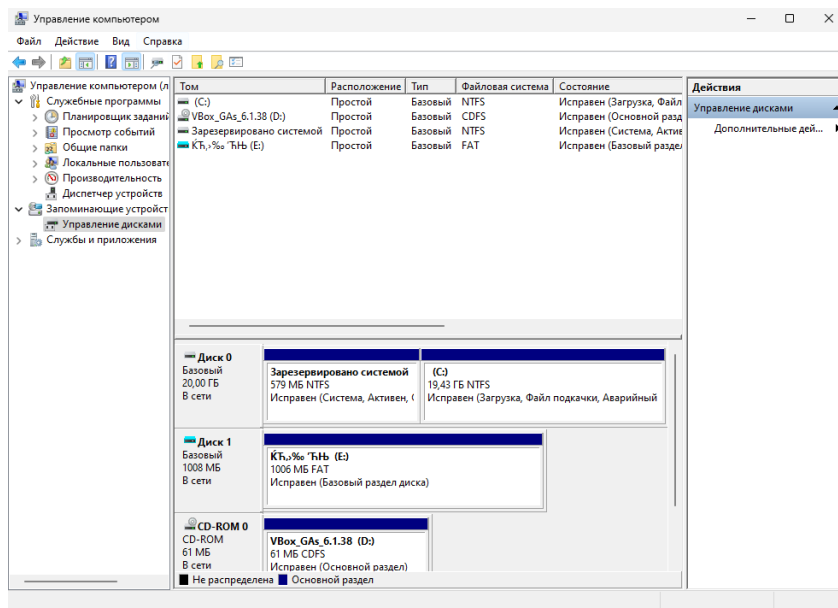 Управление компьютером
Файл Действие Вид Справка
Управление компьютером (л
Служебные программы
Планировщик заданий
Просмотр событий
Общие папки
Локальные пользовате
Производительность
Диспетчер устройств
Запоминающие устройст
Управление дисками
Службы и приложения
Том Расположение Тип Файловая система Состояние
(C:) Простой Базовый NTFS Исправен (Загрузка, Файл
VBox_GAs_6.1.38 (D:) Простой Базовый CDFS Исправен (Основной разд
Зарезервировано системой Простой Базовый NTFS Исправен (Система, Актив
ЌЋ‚›‰ ’ЋЊ (E:) Простой Базовый FAT Исправен (Базовый раздел
Действия
Управление дисками
Дополнительные дей...
Диск 0
Базовый
20,00 ГБ
В сети
Зарезервировано системой
579 МБ NTFS
Исправен (Система, Активен, (
(C:)
19,43 ГБ NTFS
Исправен (Загрузка, Файл подкачки, Аварийный
Диск 1
Базовый
1008 МБ
В сети
ЌЋ‚›‰ ’ЋЊ (E:)
1006 МБ FAT
Исправен (Базовый раздел диска)
CD-ROM 0
CD-ROM
61 МБ
В сети
VBox_GAs_6.1.38 (D:)
61 МБ CDFS
Исправен (Основной раздел)
Не распределена Основной раздел